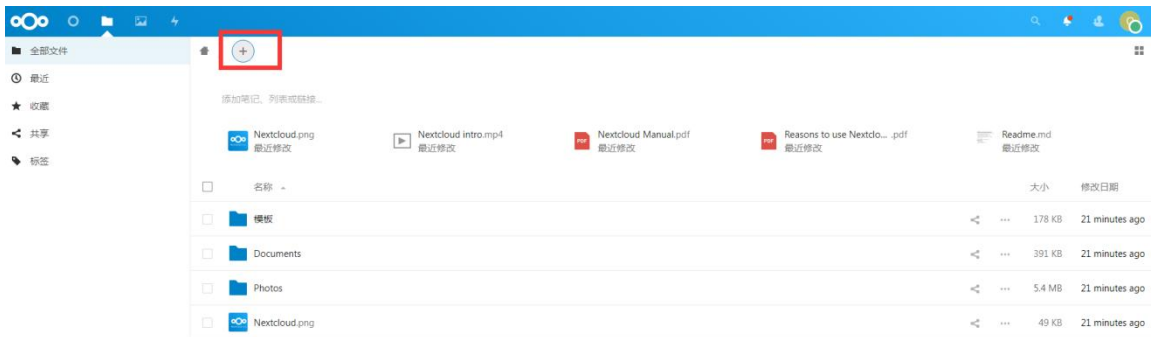 全部文件
最近
收藏
共享
标签
添加笔记、列表或链接...
Nextcloud.png
最近修改
Nextcloud intro.mp4
最近修改
PDF
Nextcloud Manual.pdf
最近修改
PDF
Reasons to use Nextclo... .pdf
最近修改
Readme.md
最近修改
名称 大小 修改日期
模板 178 KB 21 minutes ago
Documents 391 KB 21 minutes ago
Photos 5.4 MB 21 minutes ago
Nextcloud.png 49 KB 21 minutes ago